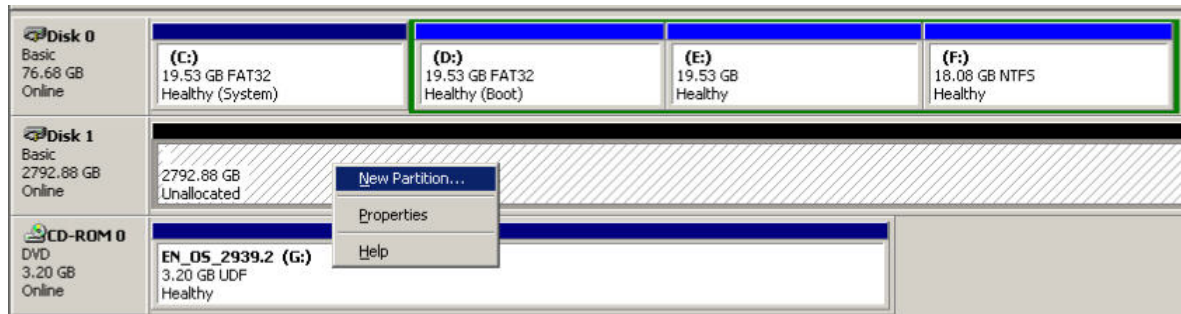 Disk 0
Basic
76.68 GB
Online
(C:)
19.53 GB FAT32
Healthy (System)
(D:)
19.53 GB FAT32
Healthy (Boot)
(E:)
19.53 GB
Healthy
(F:)
18.08 GB NTFS
Healthy
Disk 1
Basic
2792.88 GB
Online
2792.88 GB
Unallocated
New Partition...
Properties
Help
CD-ROM 0
DVD
3.20 GB
Online
EN_OS_2939.2 (G:)
3.20 GB UDF
Healthy